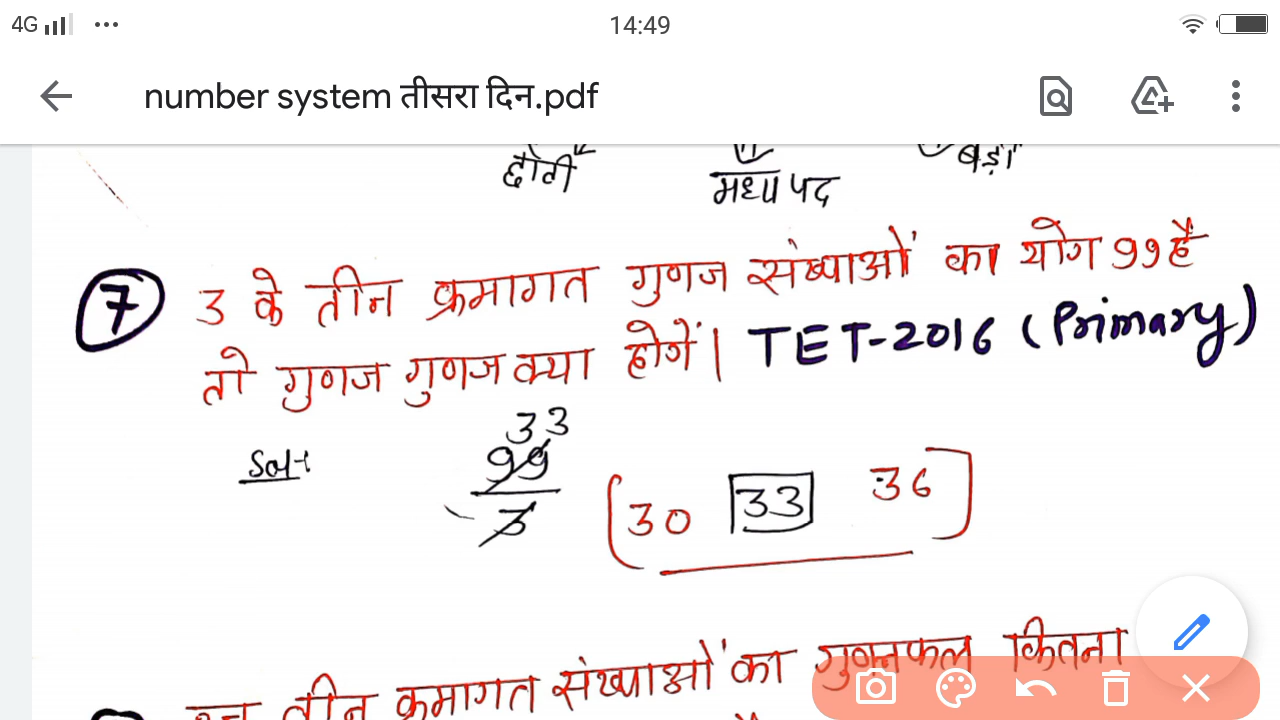 4G ... 14:49
number system तीसरा दिन.pdf
छोटी मध्य पद बड़ी
7 3 के तीन क्रमागत गुणज संख्याओं का योग 99 है
तो गुणज गुणज क्या होगें। TET-2016 (Primary)
33
Sol-t 99 (30 33 36]
3
तीन क्रमागत संख्याओं का गुणनफल कितना